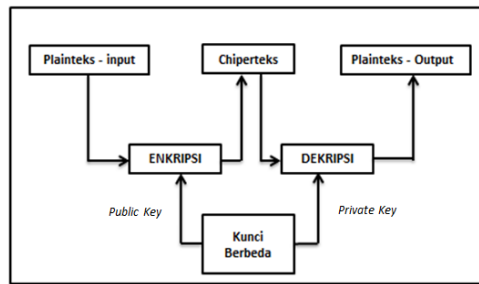 Plainteks - input
Chiperteks
Plainteks - Output
ENKRIPSI
DEKRIPSI
Public Key
Private Key
Kunci
Berbeda